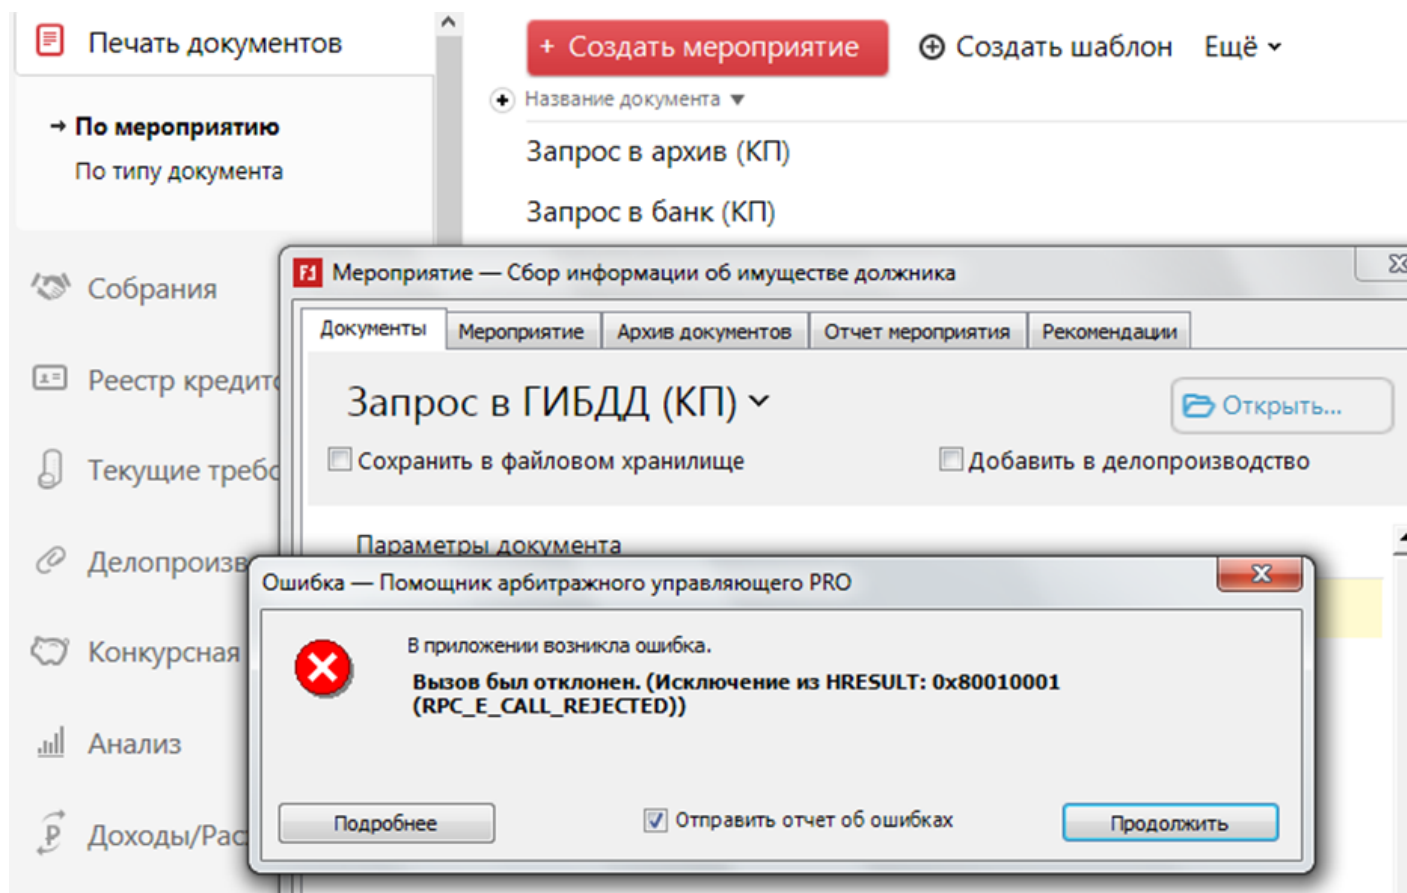 Печать документов
По мероприятию
По типу документа
Собрания
Реестр кредит
Текущие требо
Делопроизв
Конкурсная
Анализ
Доходы/Рас
+ Создать мероприятие
Создать шаблон
Ещё
Название документа
Запрос в архив (КП)
Запрос в банк (КП)
Мероприятие — Сбор информации об имуществе должника
Документы Мероприятие Архив документов Отчет мероприятия Рекомендации
Запрос в ГИБДД (КП)
Открыть...
Сохранить в файловом хранилище
Добавить в делопроизводство
Параметры документа
Ошибка — Помощник арбитражного управляющего PRO
В приложении возникла ошибка.
Вызов был отклонен. (Исключение из HRESULT: 0x80010001
(RPC_E_CALL_REJECTED))
Подробнее
Отправить отчет об ошибках
Продолжить